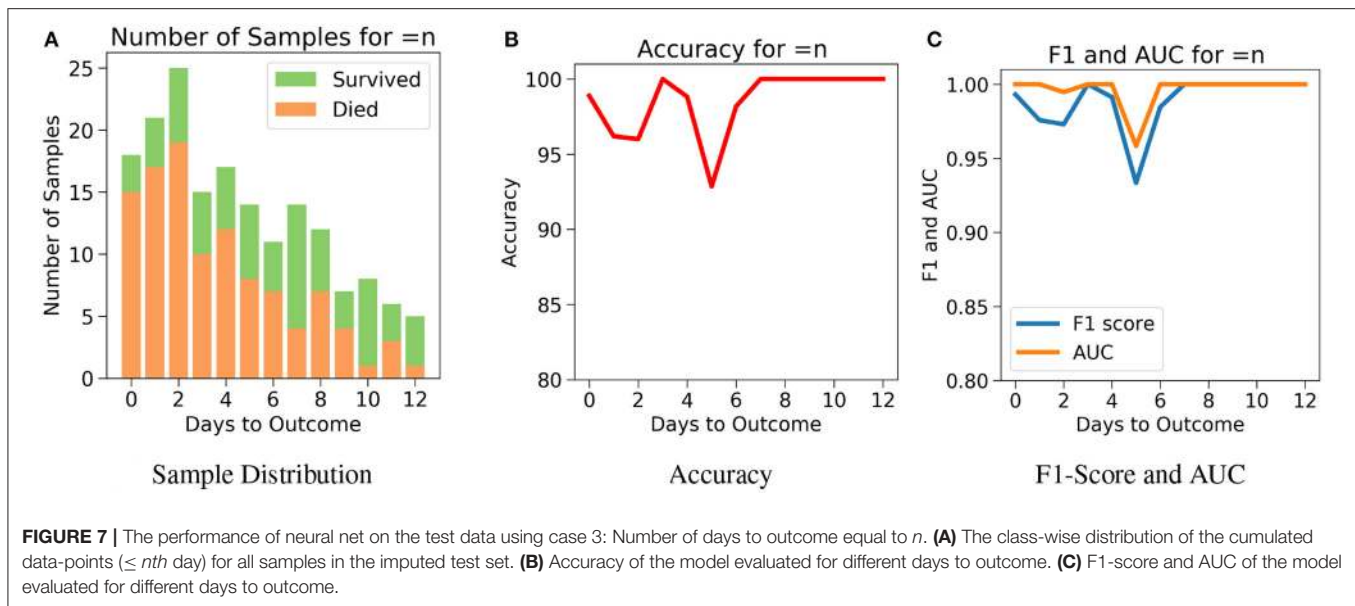 A
Number of Samples for =n
25
20
15
10
5
0
Number of Samples
Survived
Died
0 2 4 6 8 10 12
Days to Outcome
Sample Distribution
B
Accuracy for =n
100
95
90
85
80
Accuracy
0 2 4 6 8 10 12
Days to Outcome
Accuracy
C
F1 and AUC for =n
1.00
0.95
0.90
0.85
0.80
F1 and AUC
F1 score
AUC
0 2 4 6 8 10 12
Days to Outcome
F1-Score and AUC
FIGURE 7 | The performance of neural net on the test data using case 3: Number of days to outcome equal to n. (A) The class-wise distribution of the cumulated
data-points (≤ nth day) for all samples in the imputed test set. (B) Accuracy of the model evaluated for different days to outcome. (C) F1-score and AUC of the model
evaluated for different days to outcome.